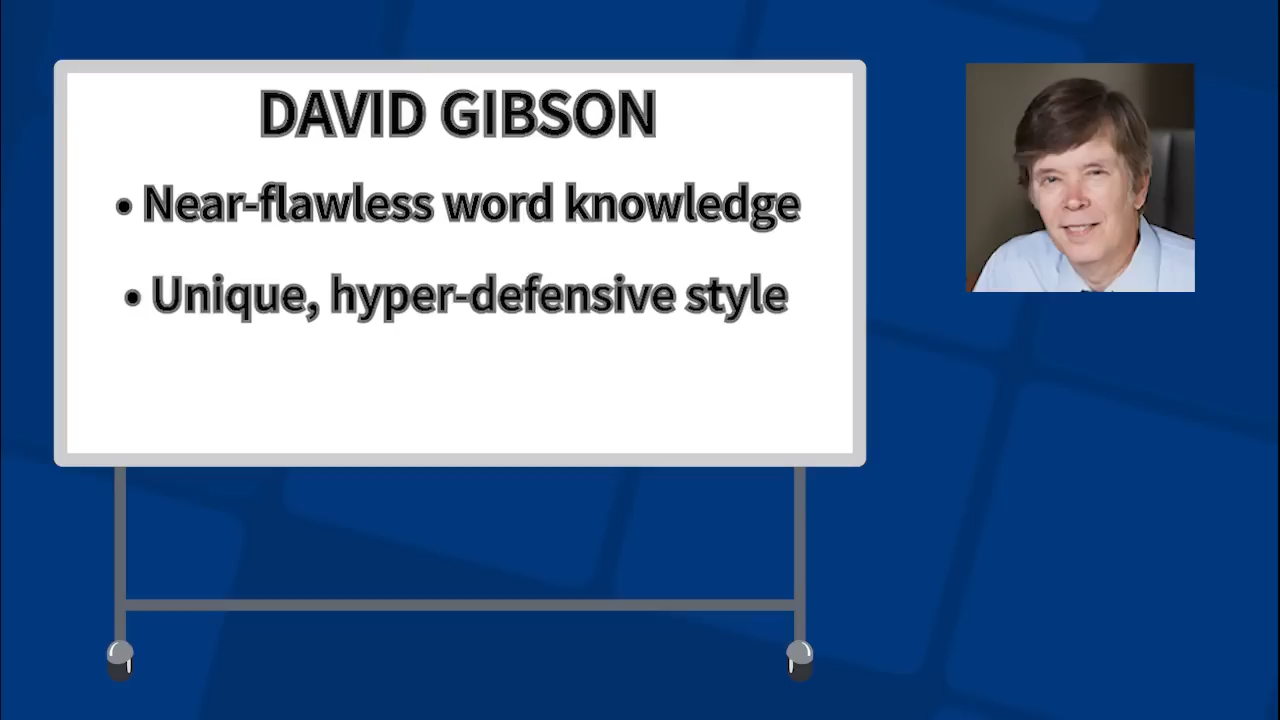 DAVID GIBSON
• Near-flawless word knowledge
• Unique, hyper-defensive style